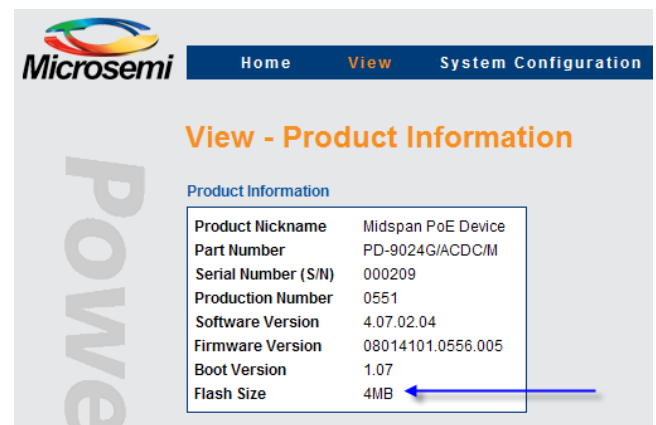 Microsemi
Home View System Configuration
View - Product Information
Product Information
Product Nickname Midspan PoE Device
Part Number PD-9024G/ACDC/M
Serial Number (S/N) 000209
Production Number 0551
Software Version 4.07.02.04
Firmware Version 08014101.0556.005
Boot Version 1.07
Flash Size 4MB
Powe